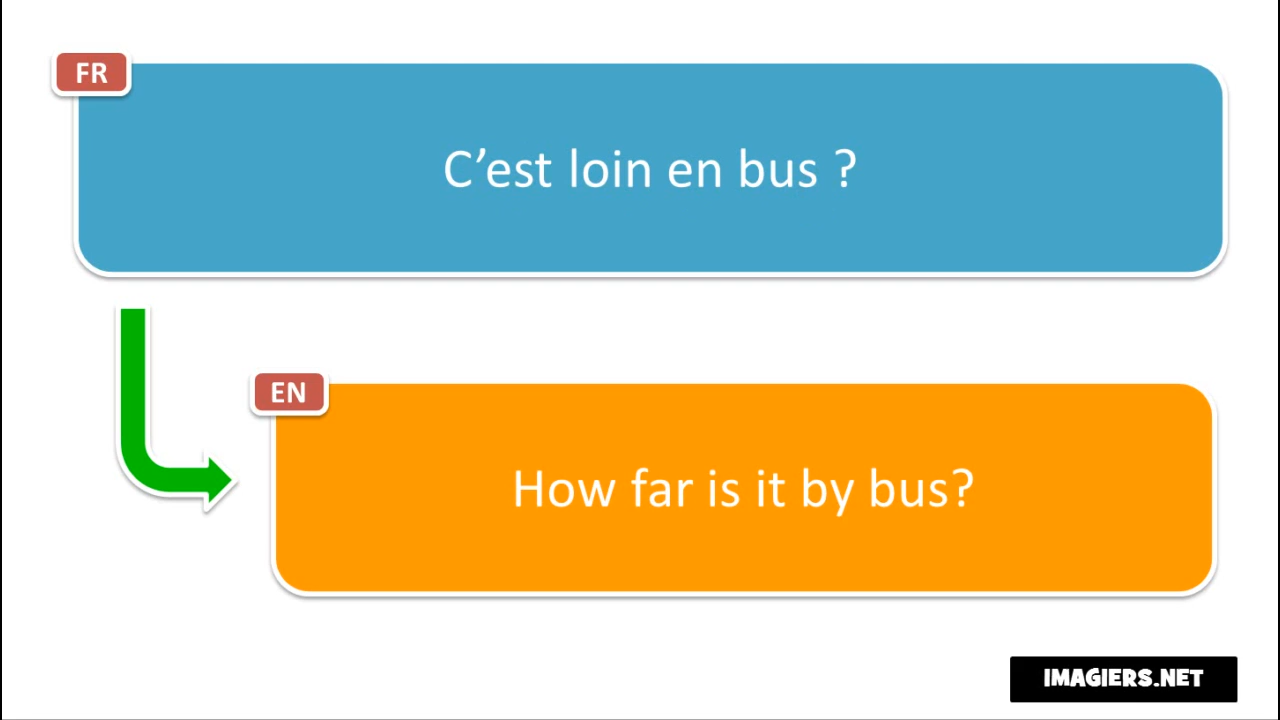 FR
C’est loin en bus ?
EN
How far is it by bus?
IMAGIERS.NET